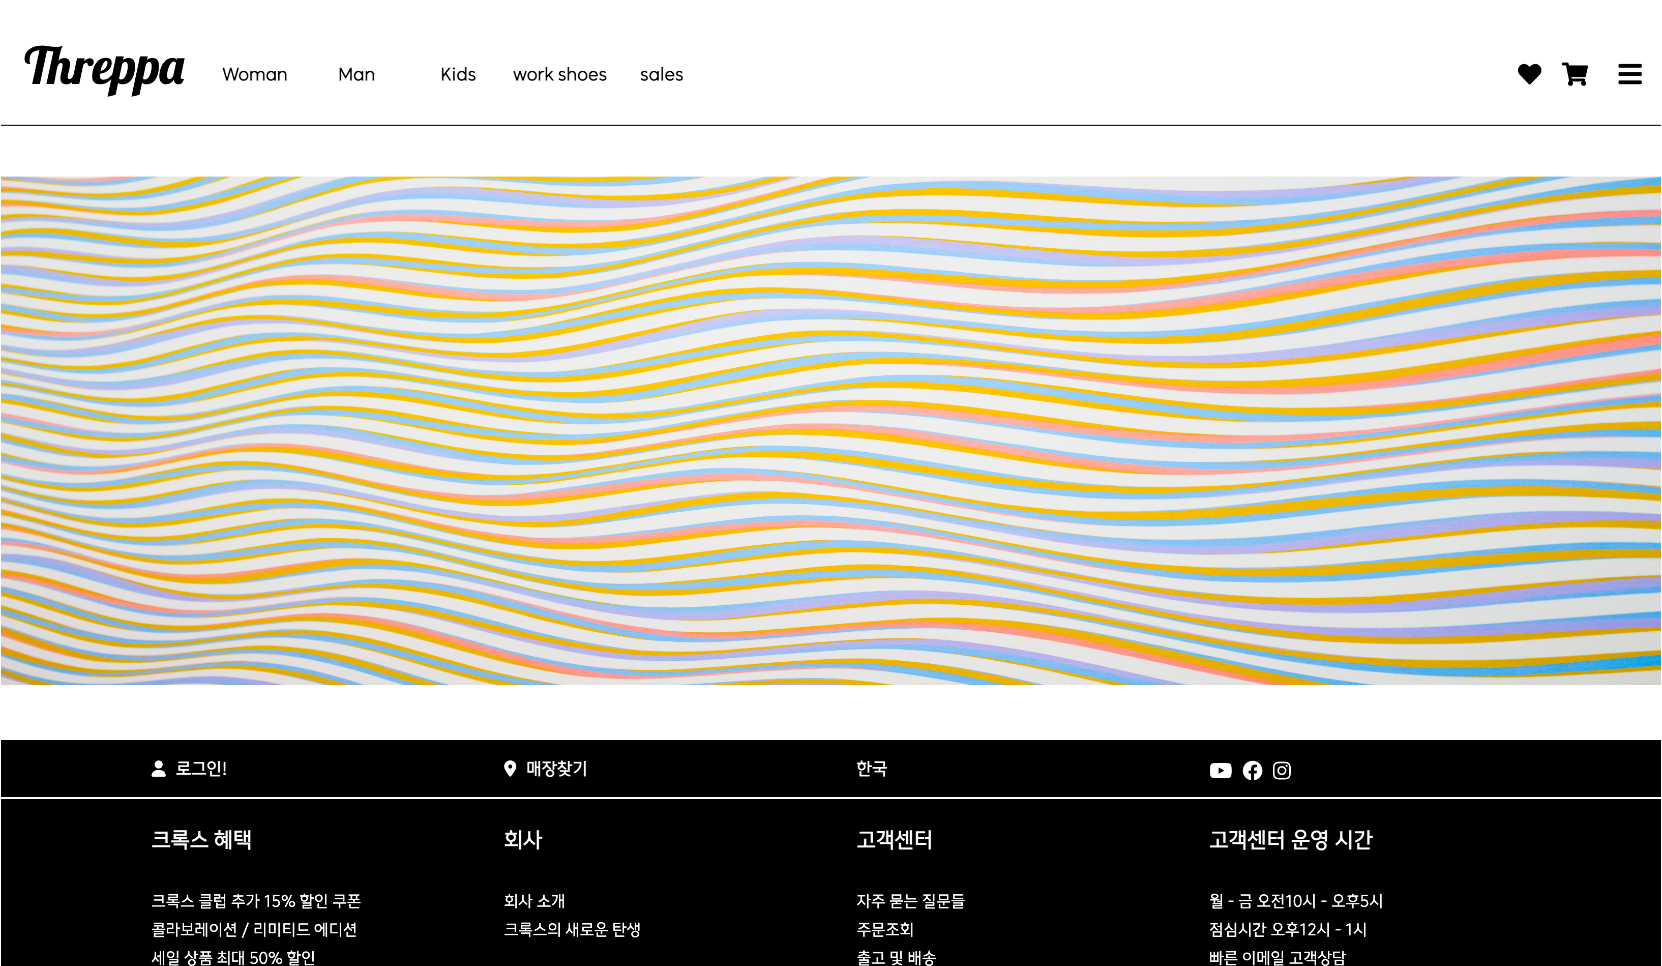 Threppa Woman Man Kids work shoes sales
로그인! 매장찾기 한국
크록스 혜택 회사 고객센터 고객센터 운영 시간
크록스 클럽 추가 15% 할인 쿠폰 회사 소개 자주 묻는 질문들 월 - 금 오전10시 - 오후5시
콜라보레이션 / 리미티드 에디션 크록스의 새로운 탄생 주문조회 점심시간 오후12시 - 1시
세일 상품 최대 50% 할인 출고 및 배송 빠른 이메일 고객상담